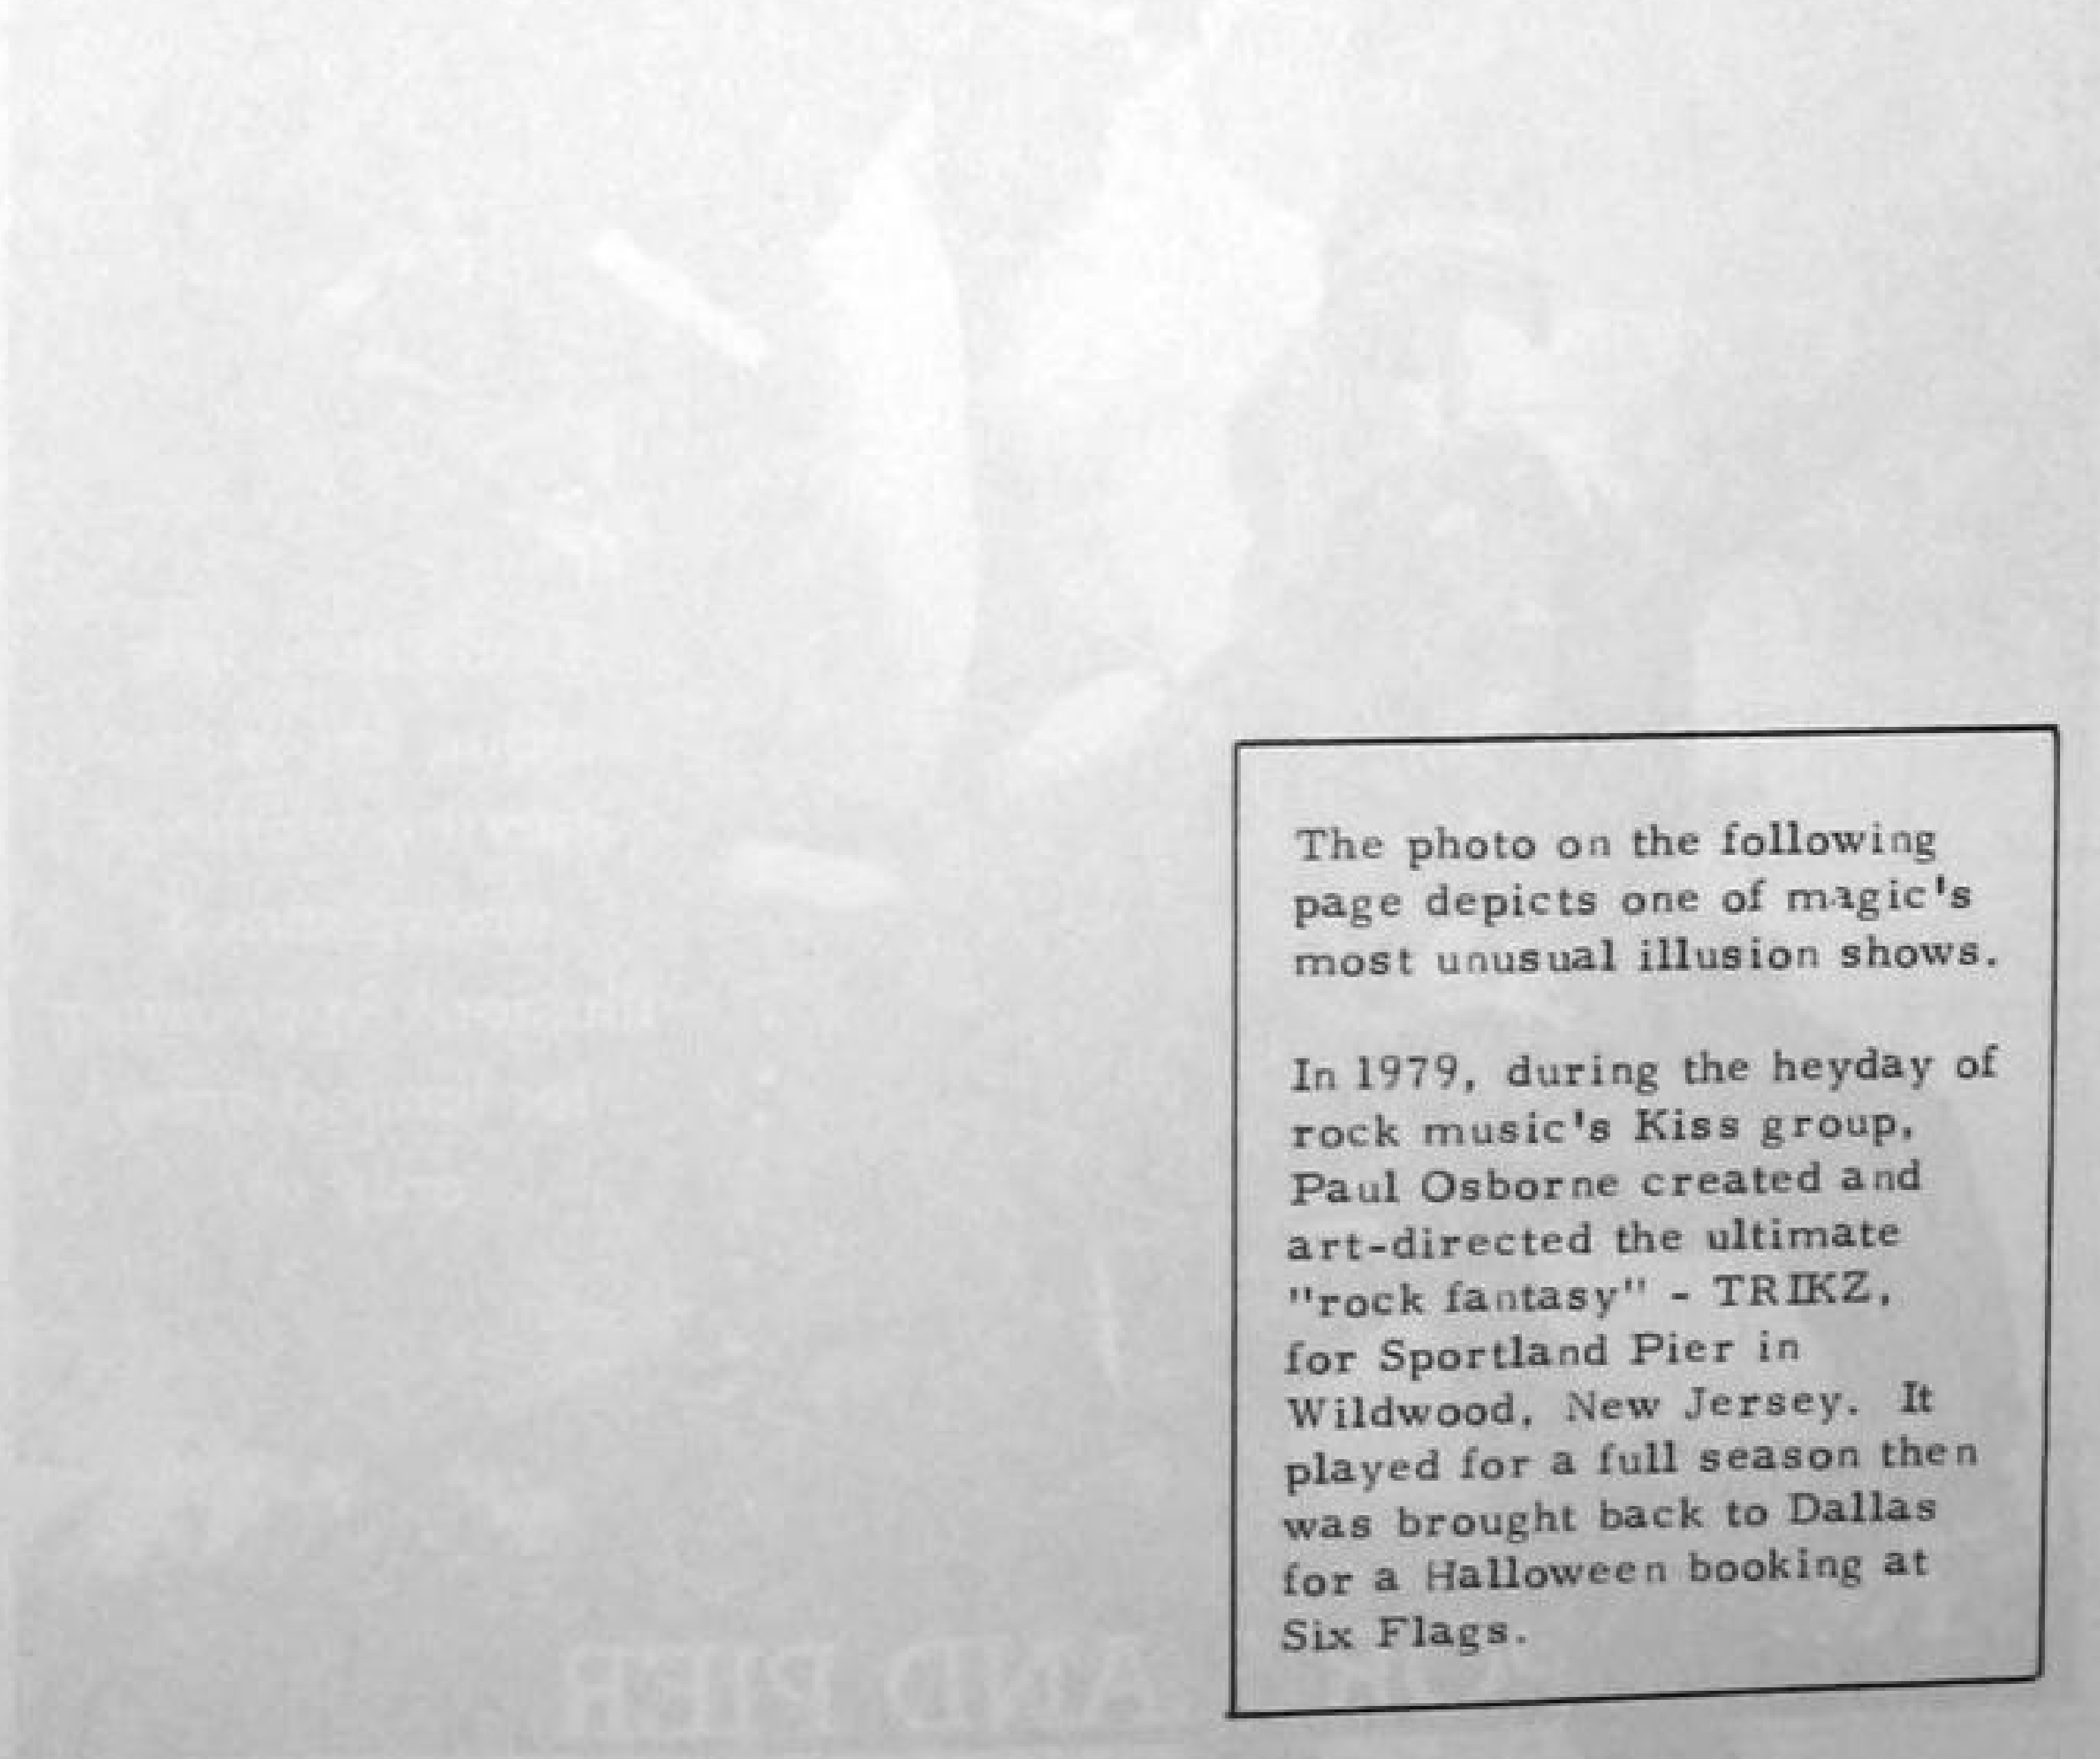 The photo on the following
page depicts one of magic's
most unusual illusion shows.
In 1979, during the heyday of
rock music's Kiss group,
Paul Osborne created and
art-directed the ultimate
"rock fantasy" - TRIKZ,
for Sportland Pier in
Wildwood, New Jersey. It
played for a full season then
was brought back to Dallas
for a Halloween booking at
Six Flags.
AND PIER